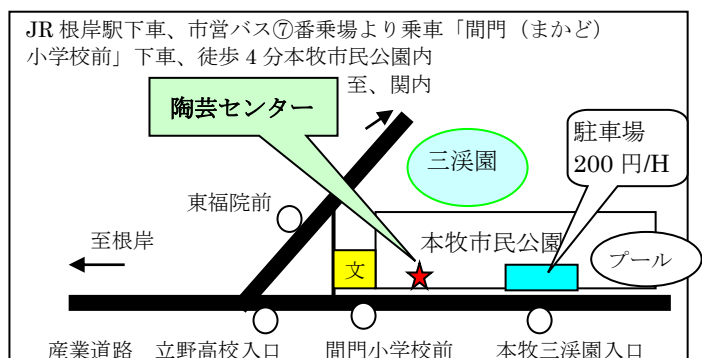 JR 根岸駅下車、市営バス⑦番乗場より乗車「間門（まかど）
小学校前」下車、徒歩 4 分本牧市民公園内
至、関内
陶芸センター
駐車場
200 円/H
三渓園
東福院前
本牧市民公園
至根岸
プール
文
産業道路 立野高校入口 間門小学校前 本牧三渓園入口